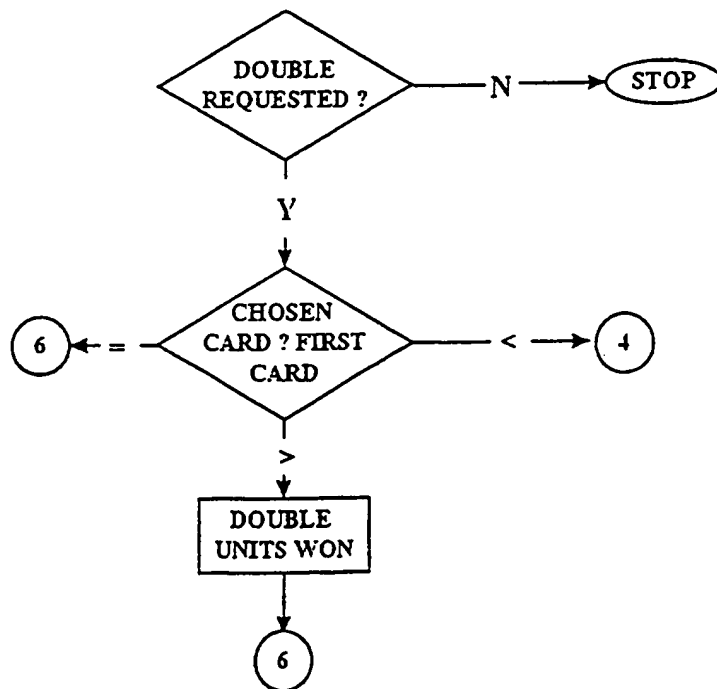 DOUBLE
REQUESTED ?
N
STOP
Y
CHOSEN
CARD ? FIRST
CARD
6
=
<
4
>
DOUBLE
UNITS WON
6